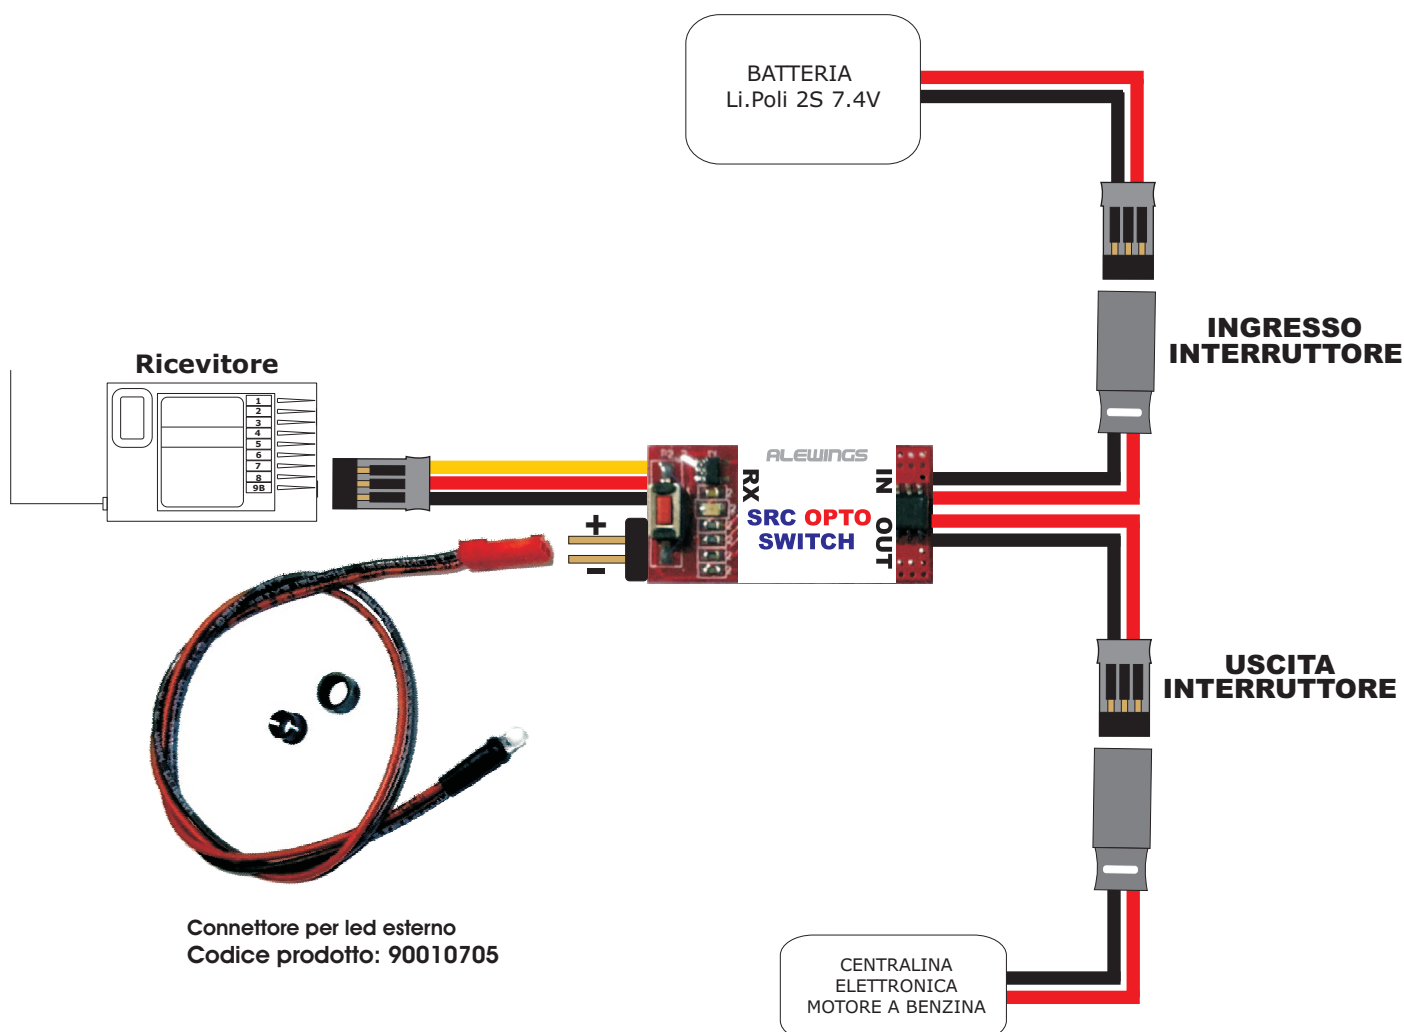 BATTERIA
Li.Poli 2S 7.4V
INGRESSO
INTERRUTTORE
Ricevitore
1
2
3
4
5
6
7
8
9B
ALEWINGS
RX
IN
SRC OPTO
SWITCH
OUT
+
-
USCITA
INTERRUTTORE
Connettore per led esterno
Codice prodotto: 90010705
CENTRALINA
ELETTRONICA
MOTORE A BENZINA